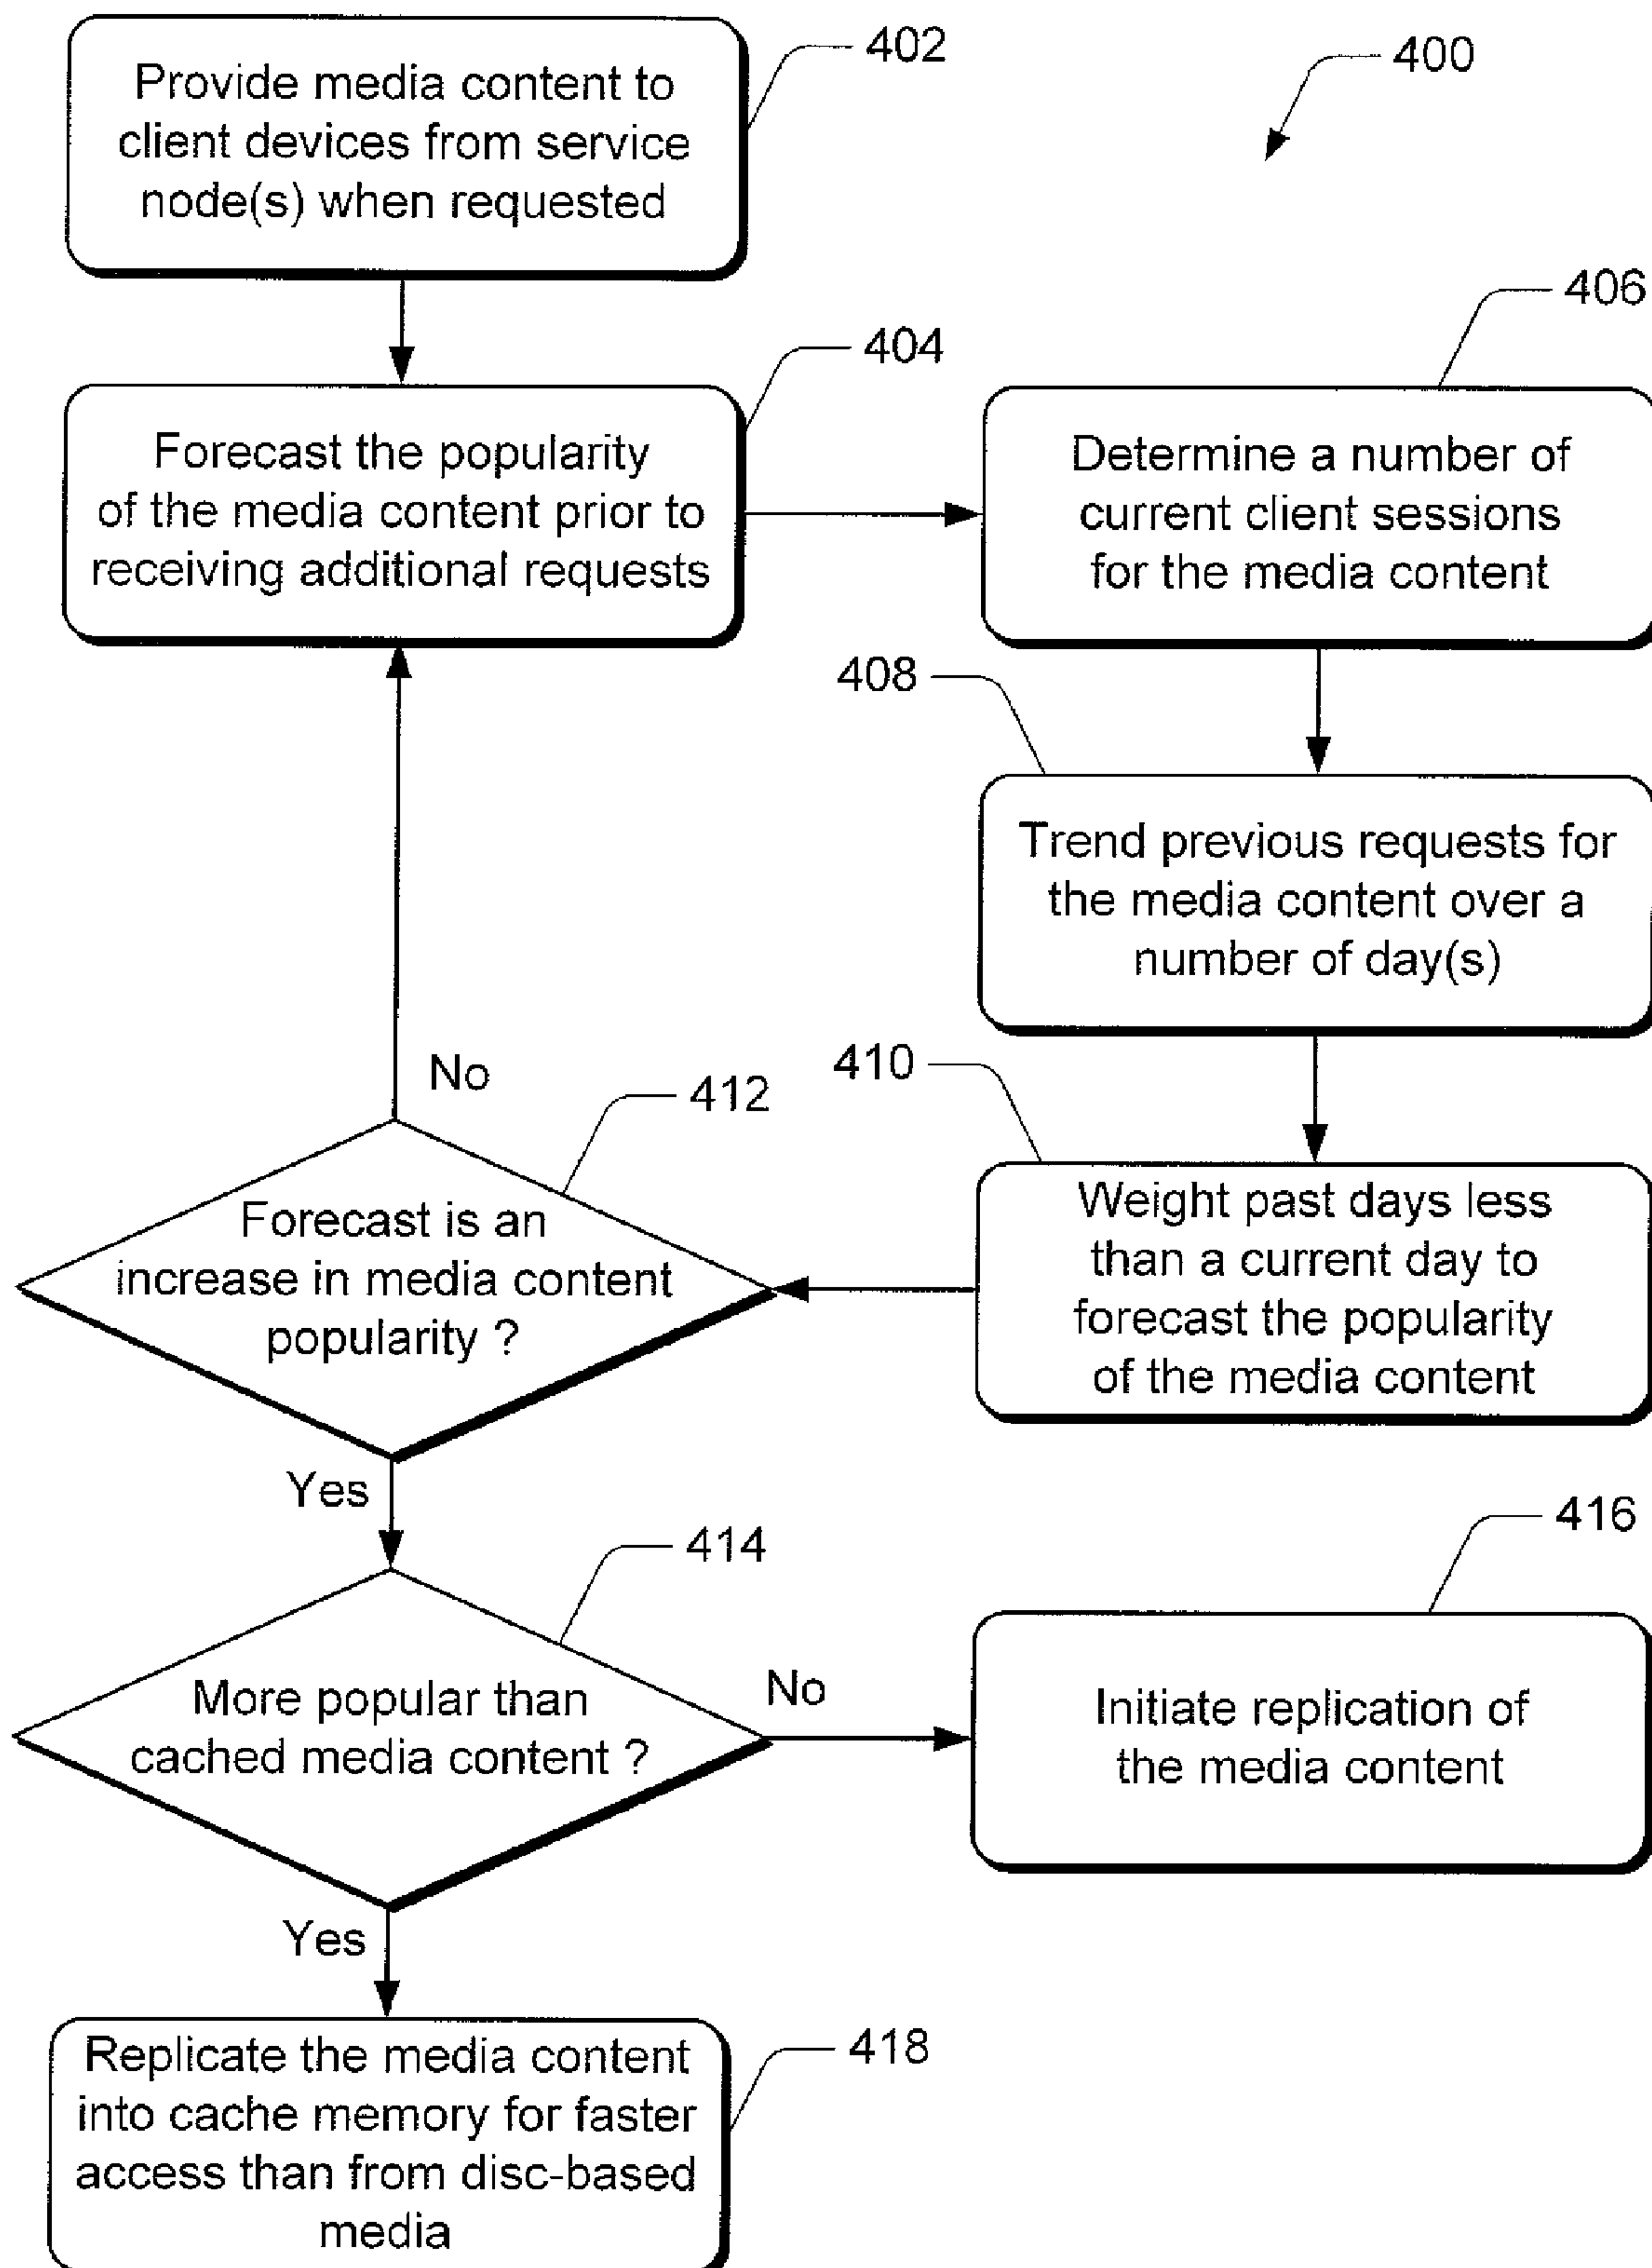 402
400
Provide media content to
client devices from service
node(s) when requested
404
406
Forecast the popularity
of the media content prior to
receiving additional requests
Determine a number of
current client sessions
for the media content
408
Trend previous requests for
the media content over a
number of day(s)
No
412
410
Forecast is an
increase in media content
popularity ?
Weight past days less
than a current day to
forecast the popularity
of the media content
Yes
414
416
More popular than
cached media content ?
No
Initiate replication of
the media content
Yes
418
Replicate the media content
into cache memory for faster
access than from disc-based
media